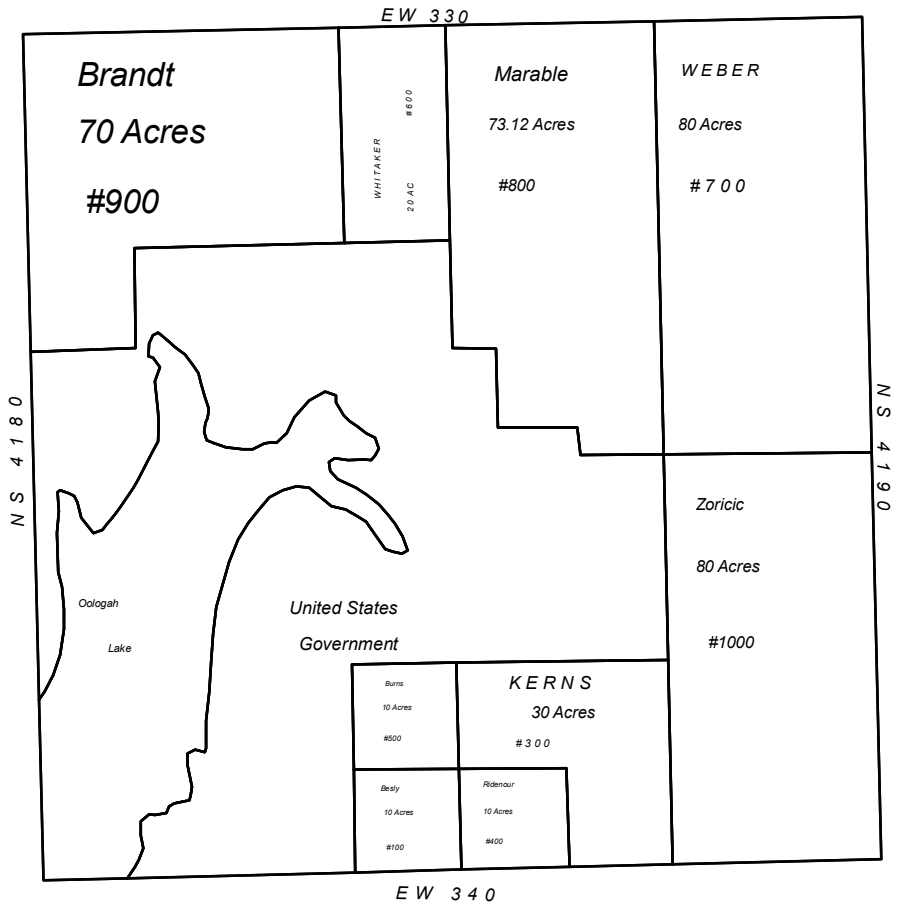 EW 330
Brandt
70 Acres
#900
WHITAKER
20 AC
#600
Marable
73.12 Acres
#800
WEBER
80 Acres
#700
NS 4180
NS 4190
Zoricic
80 Acres
#1000
Oologah
Lake
United States
Government
Burns
10 Acres
#500
KERNS
30 Acres
#300
Besly
10 Acres
#100
Ridenour
10 Acres
#400
EW 340